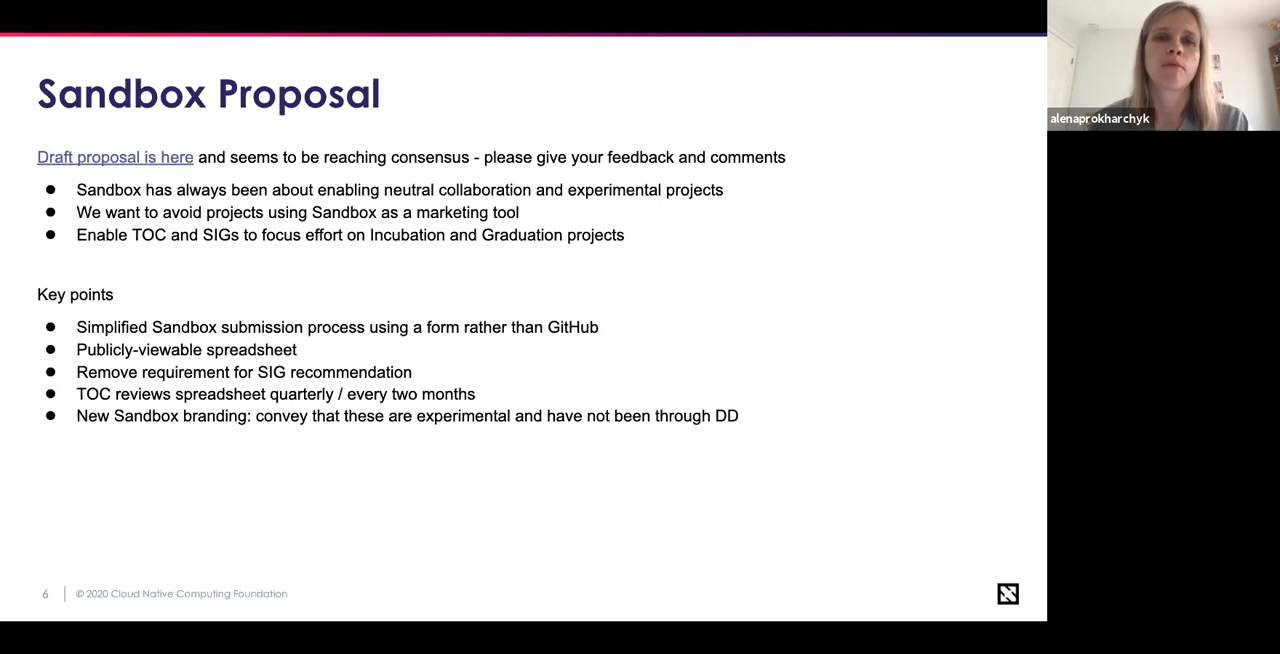 Sandbox Proposal
alenaprokharchyk
Draft proposal is here and seems to be reaching consensus - please give your feedback and comments
● Sandbox has always been about enabling neutral collaboration and experimental projects
● We want to avoid projects using Sandbox as a marketing tool
● Enable TOC and SIGs to focus effort on Incubation and Graduation projects
Key points
● Simplified Sandbox submission process using a form rather than GitHub
● Publicly-viewable spreadsheet
● Remove requirement for SIG recommendation
● TOC reviews spreadsheet quarterly / every two months
● New Sandbox branding: convey that these are experimental and have not been through DD
6 © 2020 Cloud Native Computing Foundation